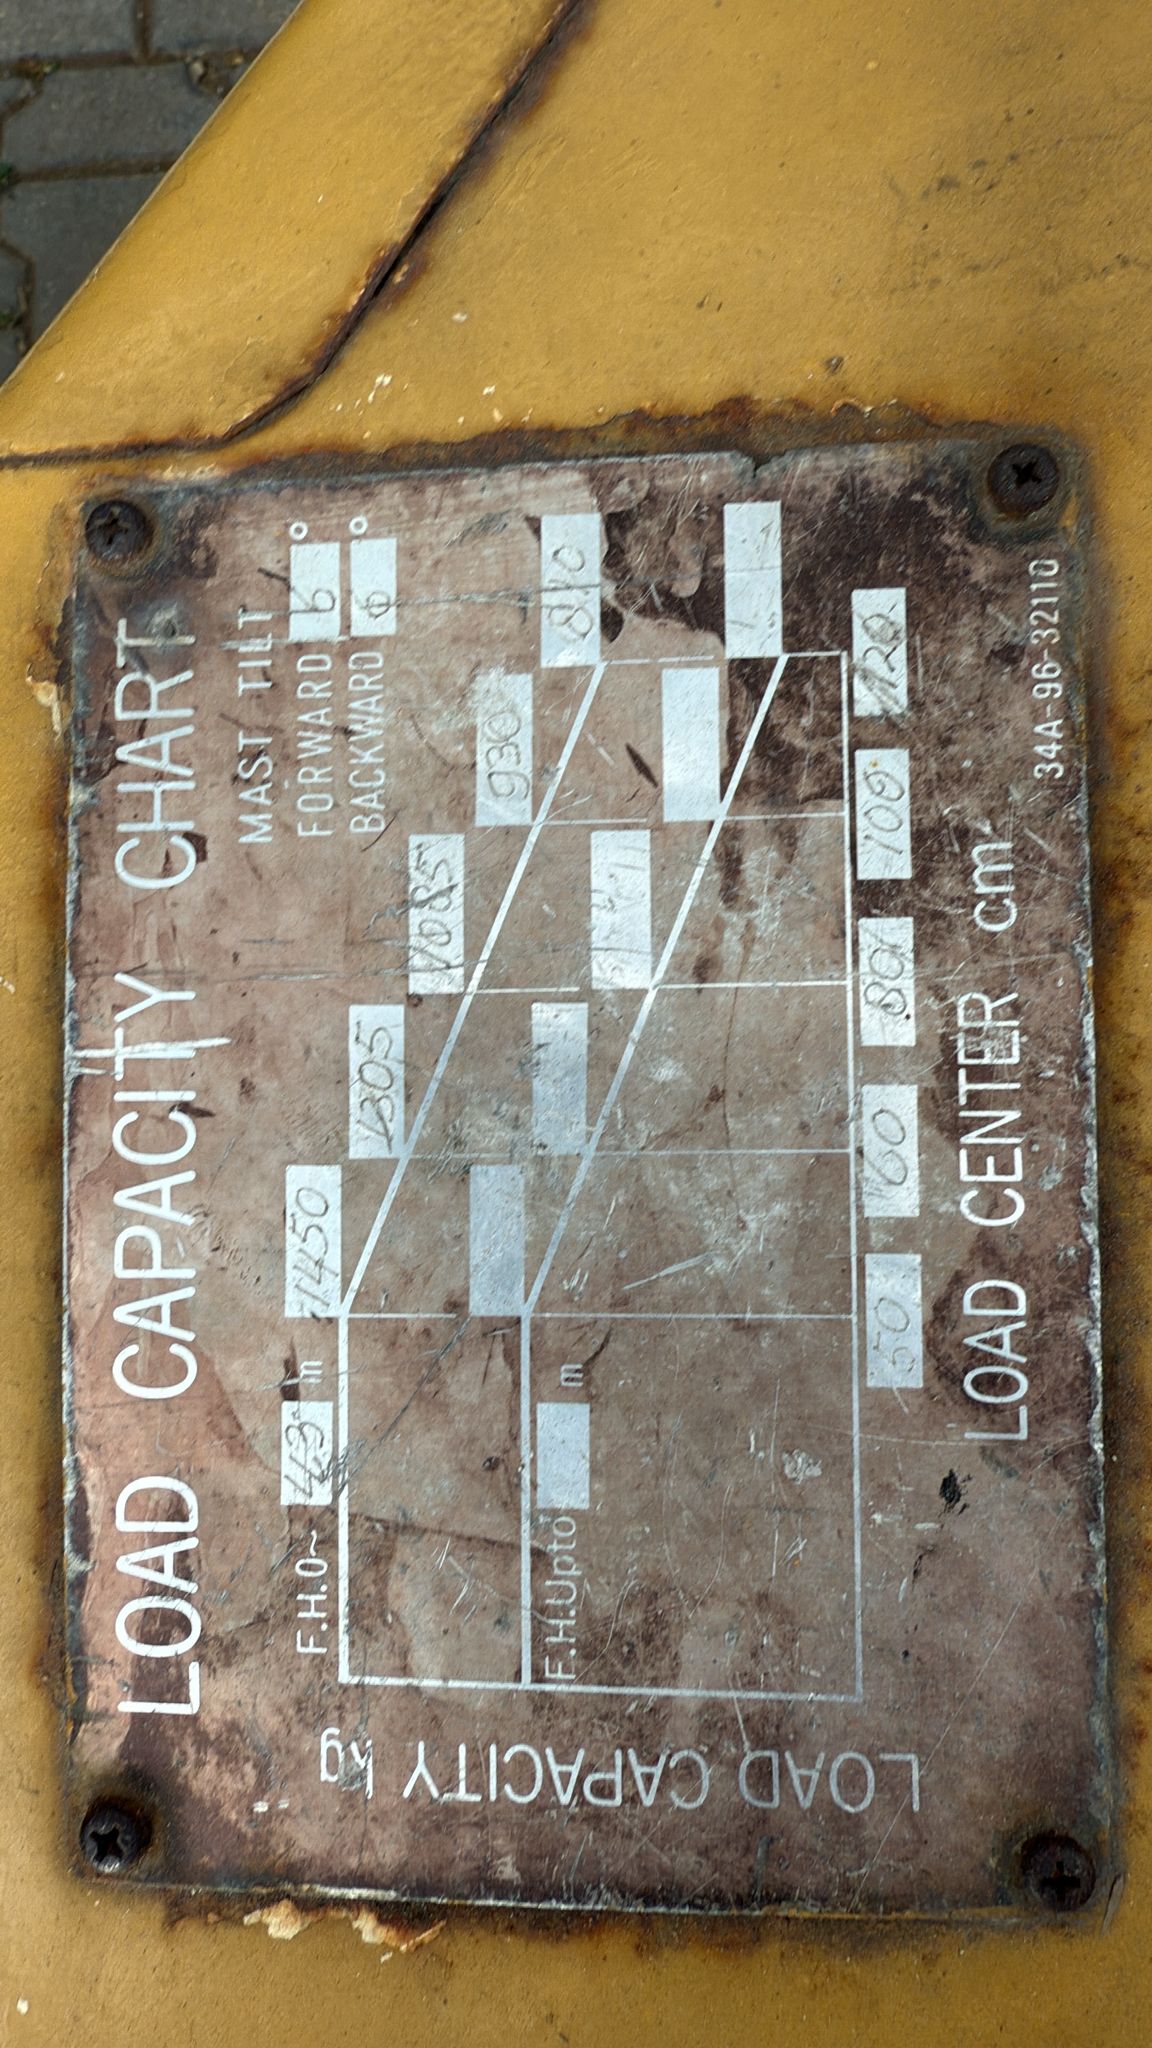 LOAD CAPACITY CHART
MAST TILT
FORWARD 6°
BACKWARD 6°
F.H.0~ 4,3 m
1450
1305
1085
930
810
F.H.Upto m
LOAD CAPACITY kg
50 60 80 100 120
LOAD CENTER cm
34A-96-32110